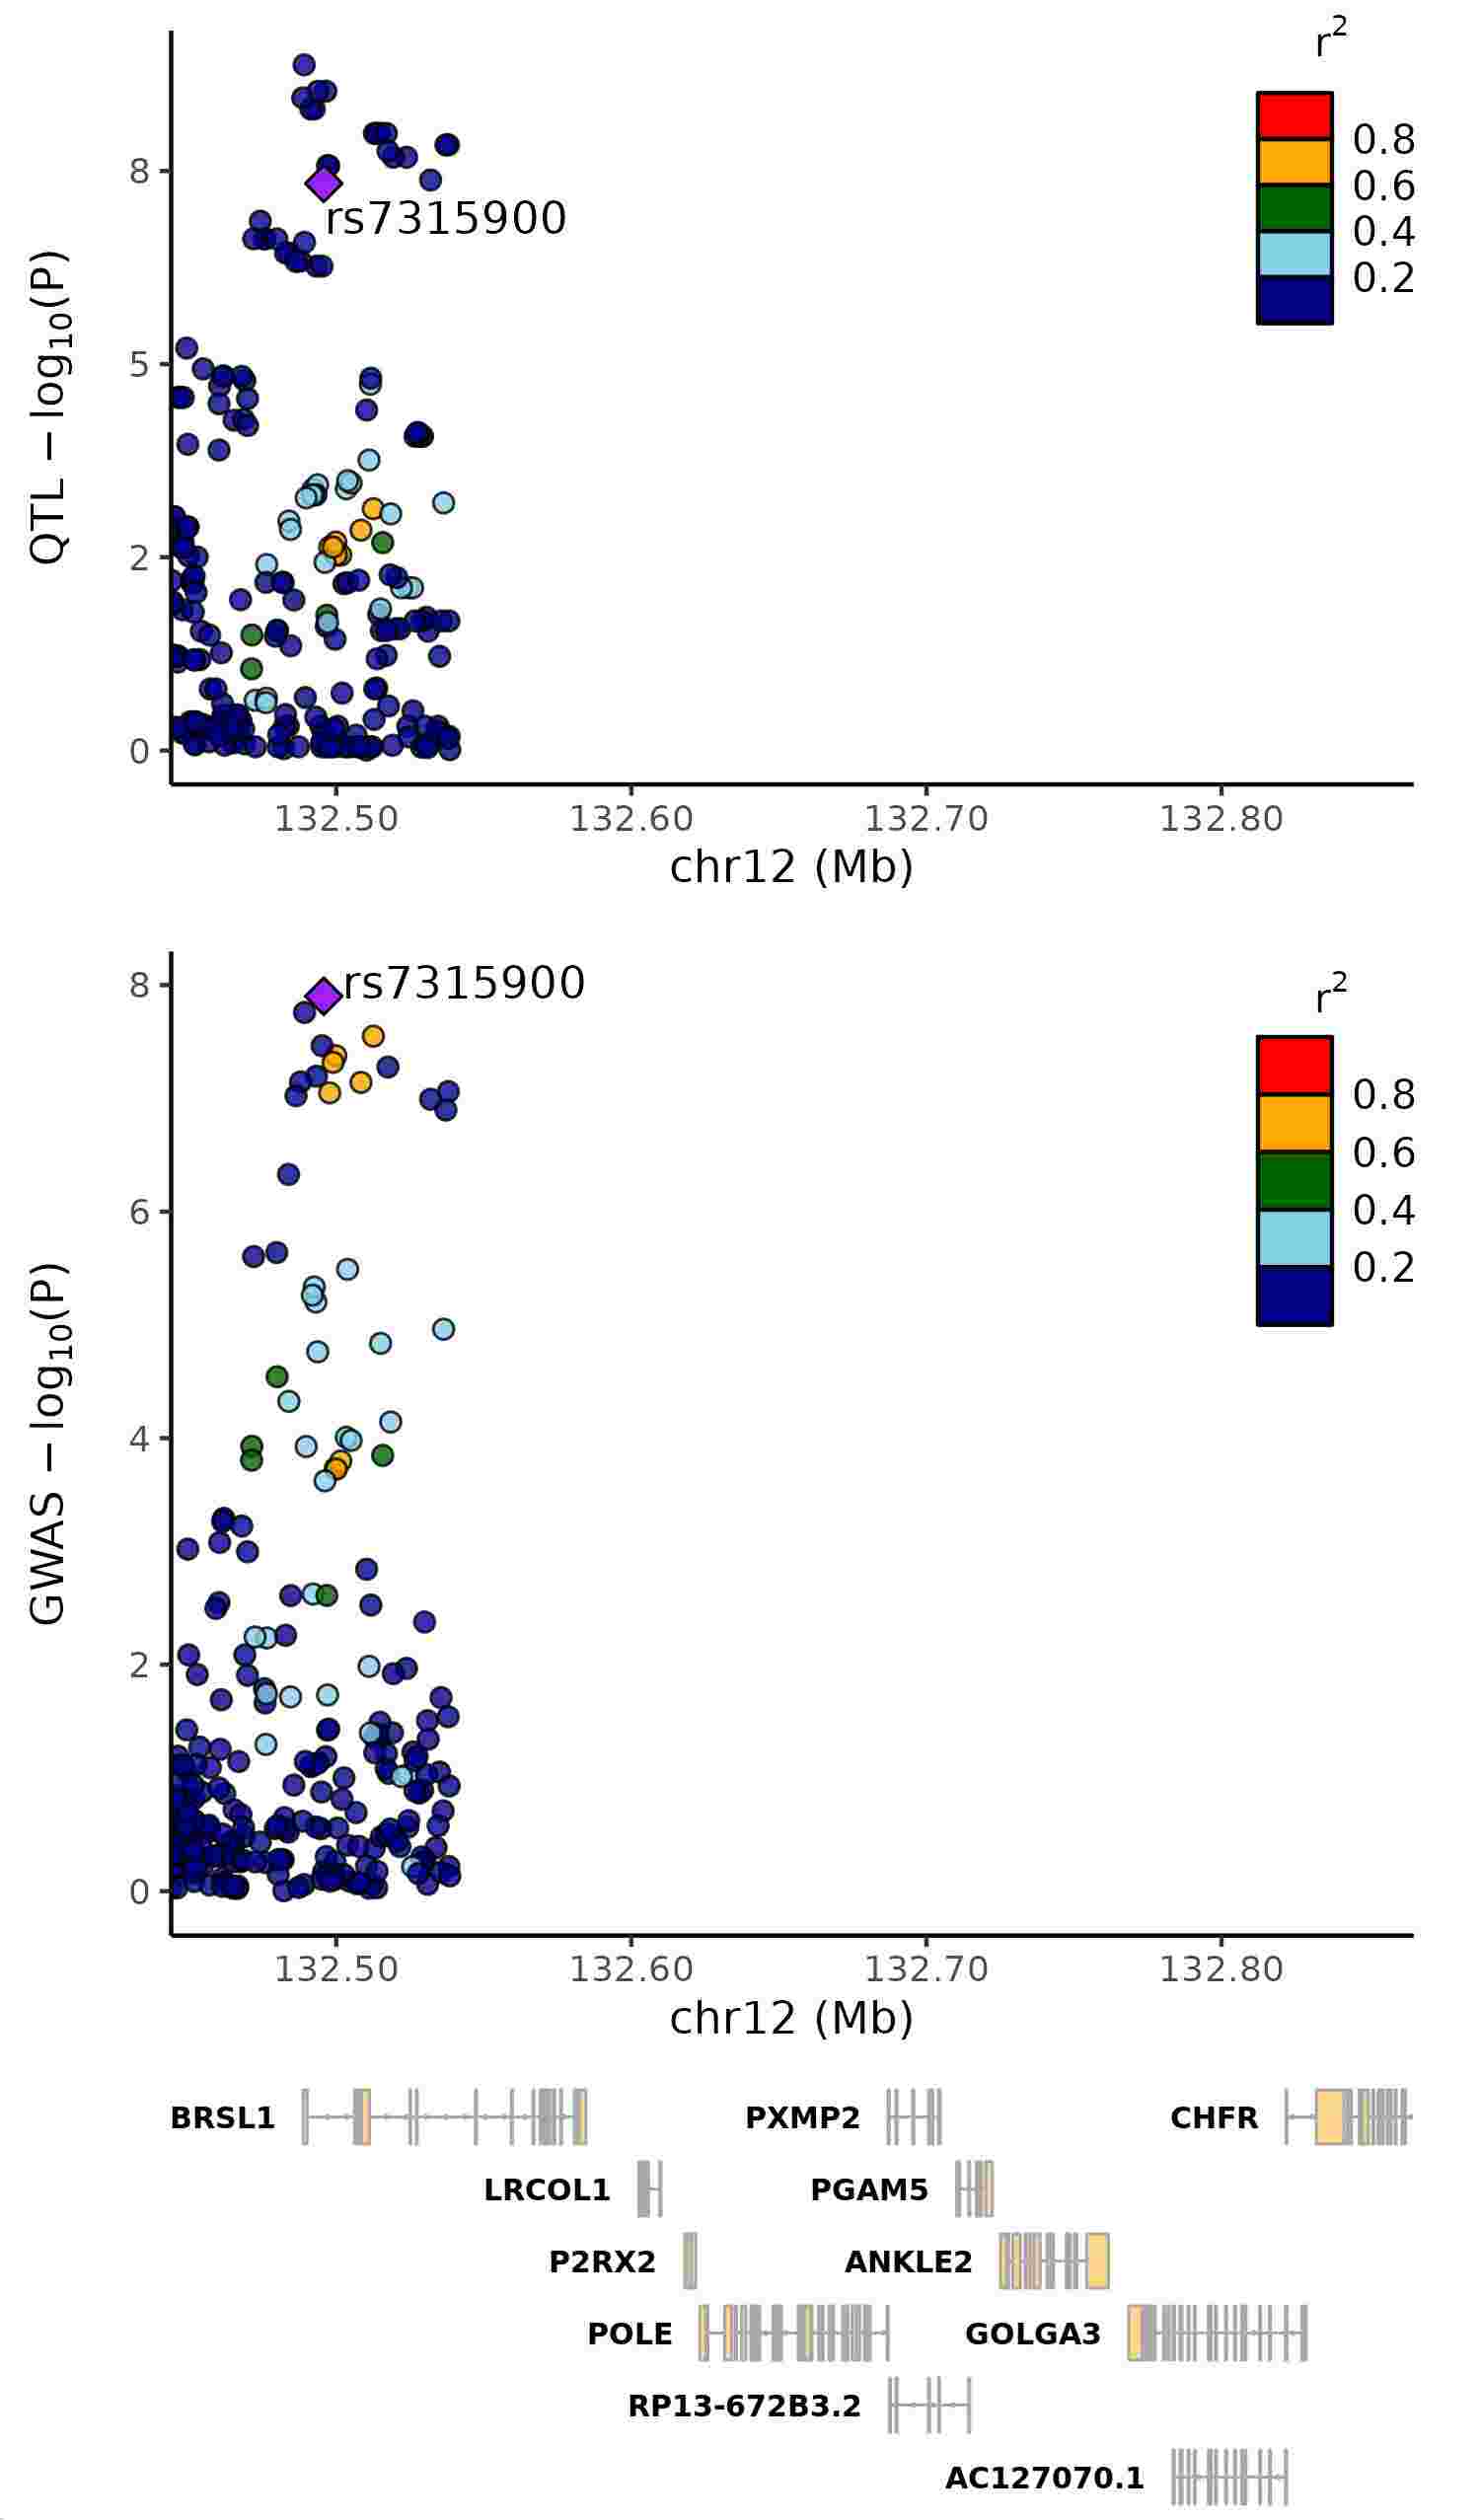 r2
0.8
0.6
0.4
0.2
8
5
2
0
QTL −log10(P)
rs7315900
132.50 132.60 132.70 132.80
chr12 (Mb)
r2
0.8
0.6
0.4
0.2
8
6
4
2
0
GWAS −log10(P)
rs7315900
132.50 132.60 132.70 132.80
chr12 (Mb)
BRSL1 PXMP2 CHFR
LRCOL1 PGAM5
P2RX2 ANKLE2
POLE GOLGA3
RP13-672B3.2
AC127070.1